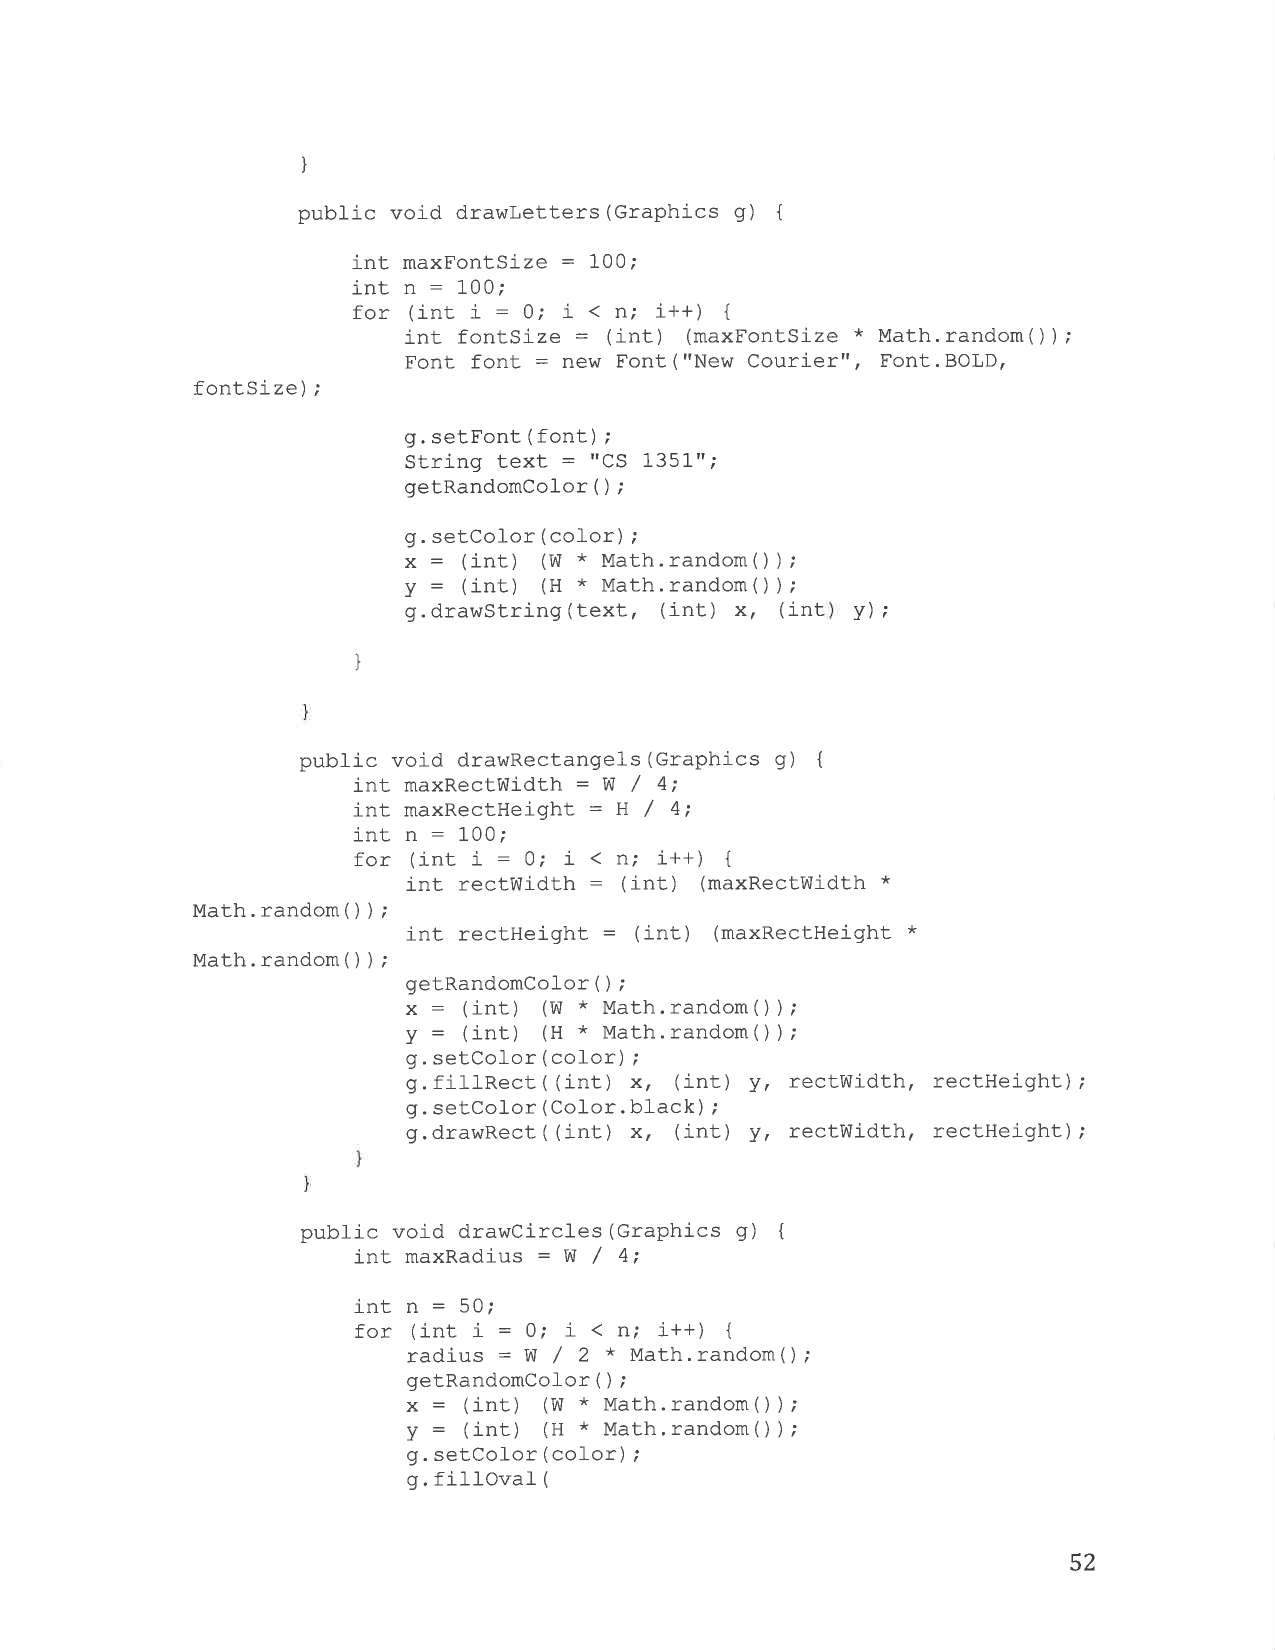 }
public void drawLetters(Graphics g) {
int maxFontSize = 100;
int n = 100;
for (int i = 0; i < n; i++) {
int fontSize = (int) (maxFontSize * Math.random());
Font font = new Font("New Courier", Font.BOLD,
fontSize);
g.setFont(font);
String text = "CS 1351";
getRandomColor();
g.setColor(color);
x = (int) (W * Math.random());
y = (int) (H * Math.random());
g.drawString(text, (int) x, (int) y);
}
}
public void drawRectangels(Graphics g) {
int maxRectWidth = W / 4;
int maxRectHeight = H / 4;
int n = 100;
for (int i = 0; i < n; i++) {
int rectWidth = (int) (maxRectWidth *
Math.random());
int rectHeight = (int) (maxRectHeight *
Math.random());
getRandomColor();
x = (int) (W * Math.random());
y = (int) (H * Math.random());
g.setColor(color);
g.fillRect((int) x, (int) y, rectWidth, rectHeight);
g.setColor(Color.black);
g.drawRect((int) x, (int) y, rectWidth, rectHeight);
}
}
public void drawCircles(Graphics g) {
int maxRadius = W / 4;
int n = 50;
for (int i = 0; i < n; i++) {
radius = W / 2 * Math.random();
getRandomColor();
x = (int) (W * Math.random());
y = (int) (H * Math.random());
g.setColor(color);
g.fillOval(
52